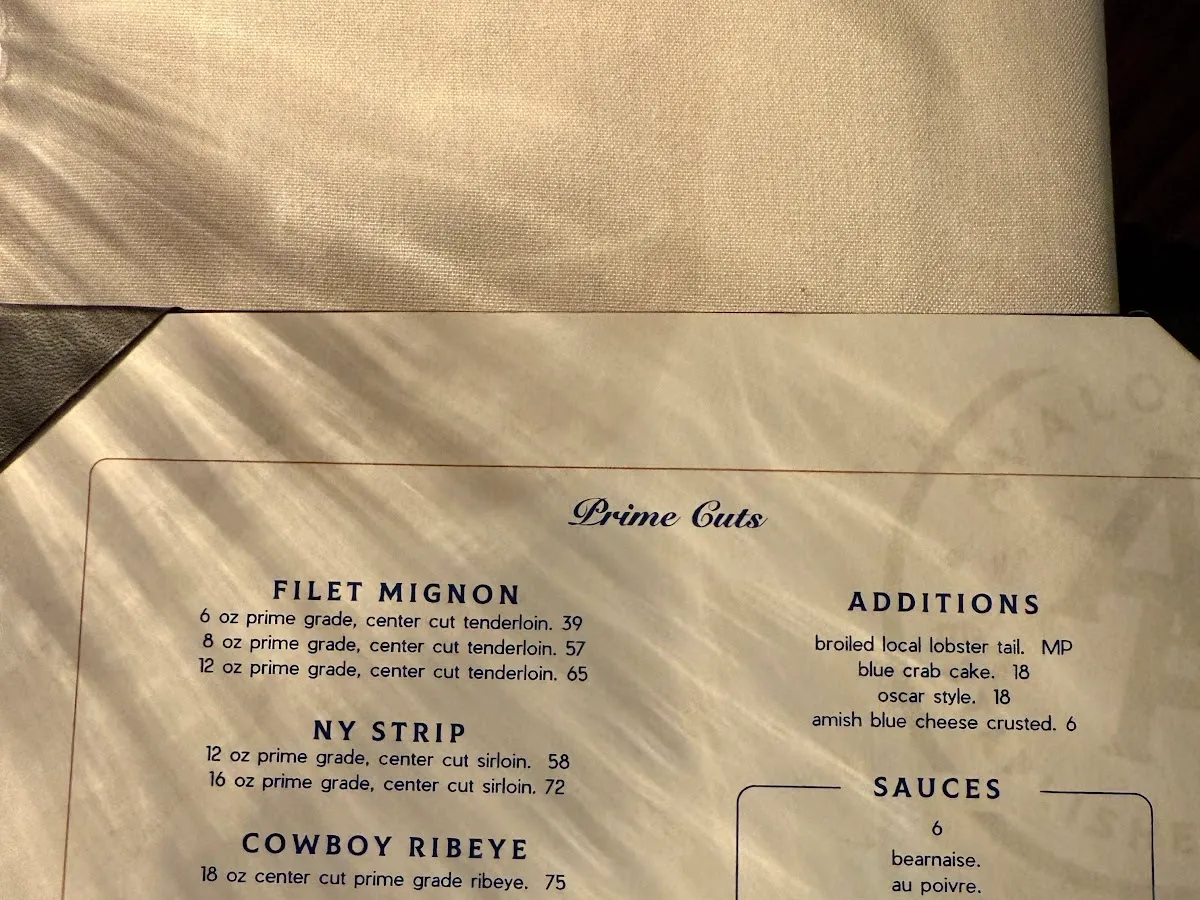 Prime Cuts
FILET MIGNON
6 oz prime grade, center cut tenderloin. 39
8 oz prime grade, center cut tenderloin. 57
12 oz prime grade, center cut tenderloin. 65
NY STRIP
12 oz prime grade, center cut sirloin. 58
16 oz prime grade, center cut sirloin. 72
COWBOY RIBEYE
18 oz center cut prime grade ribeye. 75
ADDITIONS
broiled local lobster tail. MP
blue crab cake. 18
oscar style. 18
amish blue cheese crusted. 6
SAUCES
6
bearnaise.
au poivre.